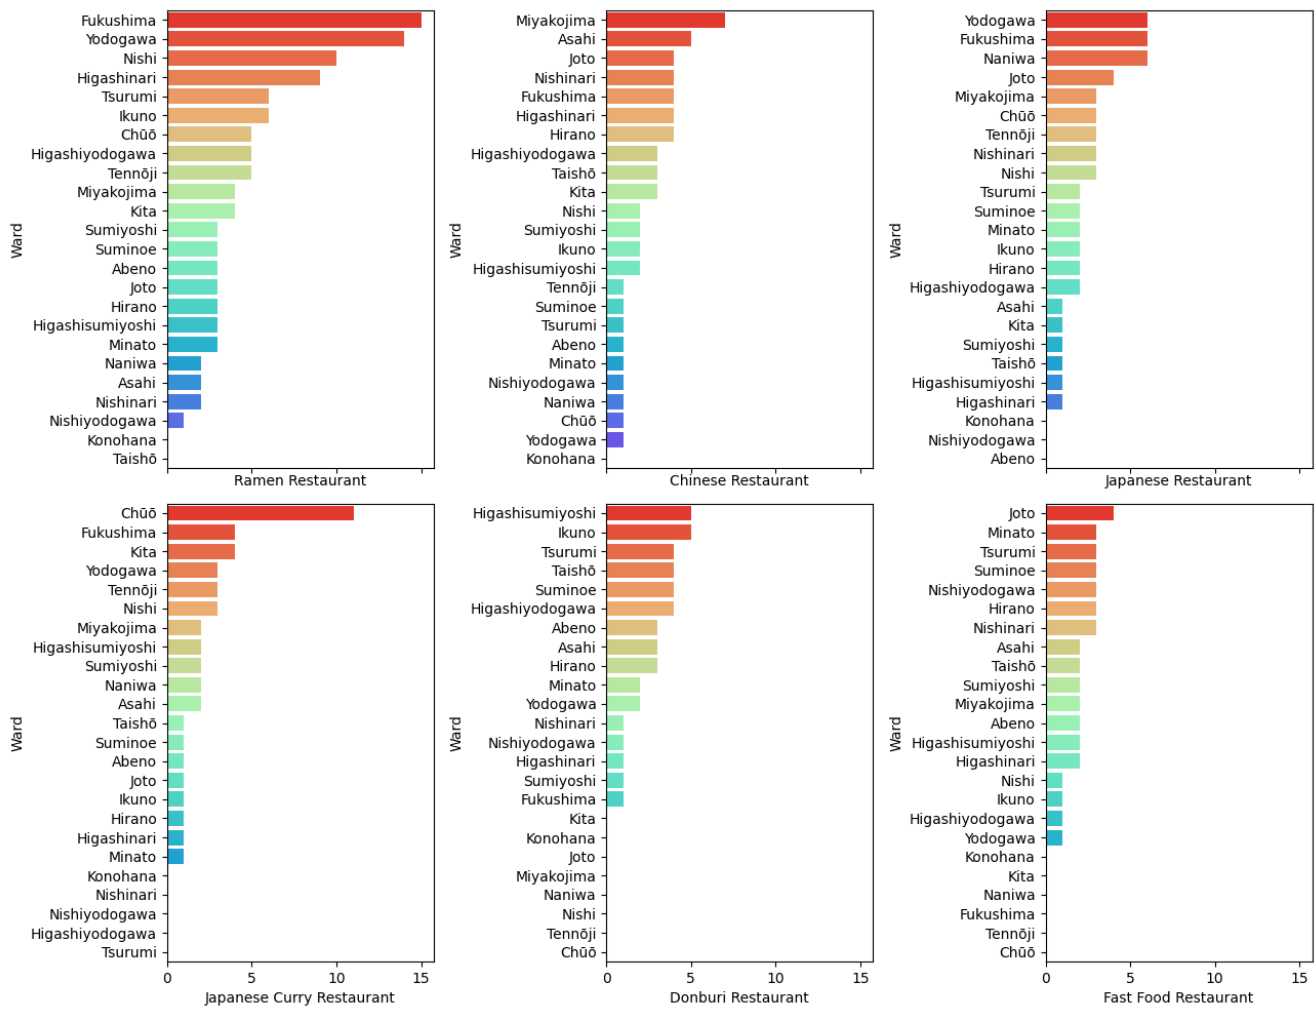 Fukushima
Yodogawa
Nishi
Higashinari
Tsurumi
Ikuno
Chūō
Higashiyodogawa
Tennōji
Miyakojima
Kita
Sumiyoshi
Suminoe
Abeno
Joto
Hirano
Higashisumiyoshi
Minato
Naniwa
Asahi
Nishinari
Nishiyodogawa
Konohana
Taishō
Ward
Ramen Restaurant
Miyakojima
Asahi
Joto
Nishinari
Fukushima
Higashinari
Hirano
Higashiyodogawa
Taishō
Kita
Nishi
Sumiyoshi
Ikuno
Higashisumiyoshi
Tennōji
Suminoe
Tsurumi
Abeno
Minato
Nishiyodogawa
Naniwa
Chūō
Yodogawa
Konohana
Ward
Chinese Restaurant
Yodogawa
Fukushima
Naniwa
Joto
Miyakojima
Chūō
Tennōji
Nishinari
Nishi
Tsurumi
Suminoe
Minato
Ikuno
Hirano
Higashiyodogawa
Asahi
Kita
Sumiyoshi
Taishō
Higashisumiyoshi
Higashinari
Konohana
Nishiyodogawa
Abeno
Ward
Japanese Restaurant
Chūō
Fukushima
Kita
Yodogawa
Tennōji
Nishi
Miyakojima
Higashisumiyoshi
Sumiyoshi
Naniwa
Asahi
Taishō
Suminoe
Abeno
Joto
Ikuno
Hirano
Higashinari
Minato
Konohana
Nishinari
Nishiyodogawa
Higashiyodogawa
Tsurumi
Ward
0 5 10 15
Japanese Curry Restaurant
Higashisumiyoshi
Ikuno
Tsurumi
Taishō
Suminoe
Higashiyodogawa
Abeno
Asahi
Hirano
Minato
Yodogawa
Nishinari
Nishiyodogawa
Higashinari
Sumiyoshi
Fukushima
Kita
Konohana
Joto
Miyakojima
Naniwa
Nishi
Tennōji
Chūō
Ward
0 5 10 15
Donburi Restaurant
Joto
Minato
Tsurumi
Suminoe
Nishiyodogawa
Hirano
Nishinari
Asahi
Taishō
Sumiyoshi
Miyakojima
Abeno
Higashisumiyoshi
Higashinari
Nishi
Ikuno
Higashiyodogawa
Yodogawa
Konohana
Kita
Naniwa
Fukushima
Tennōji
Chūō
Ward
0 5 10 15
Fast Food Restaurant